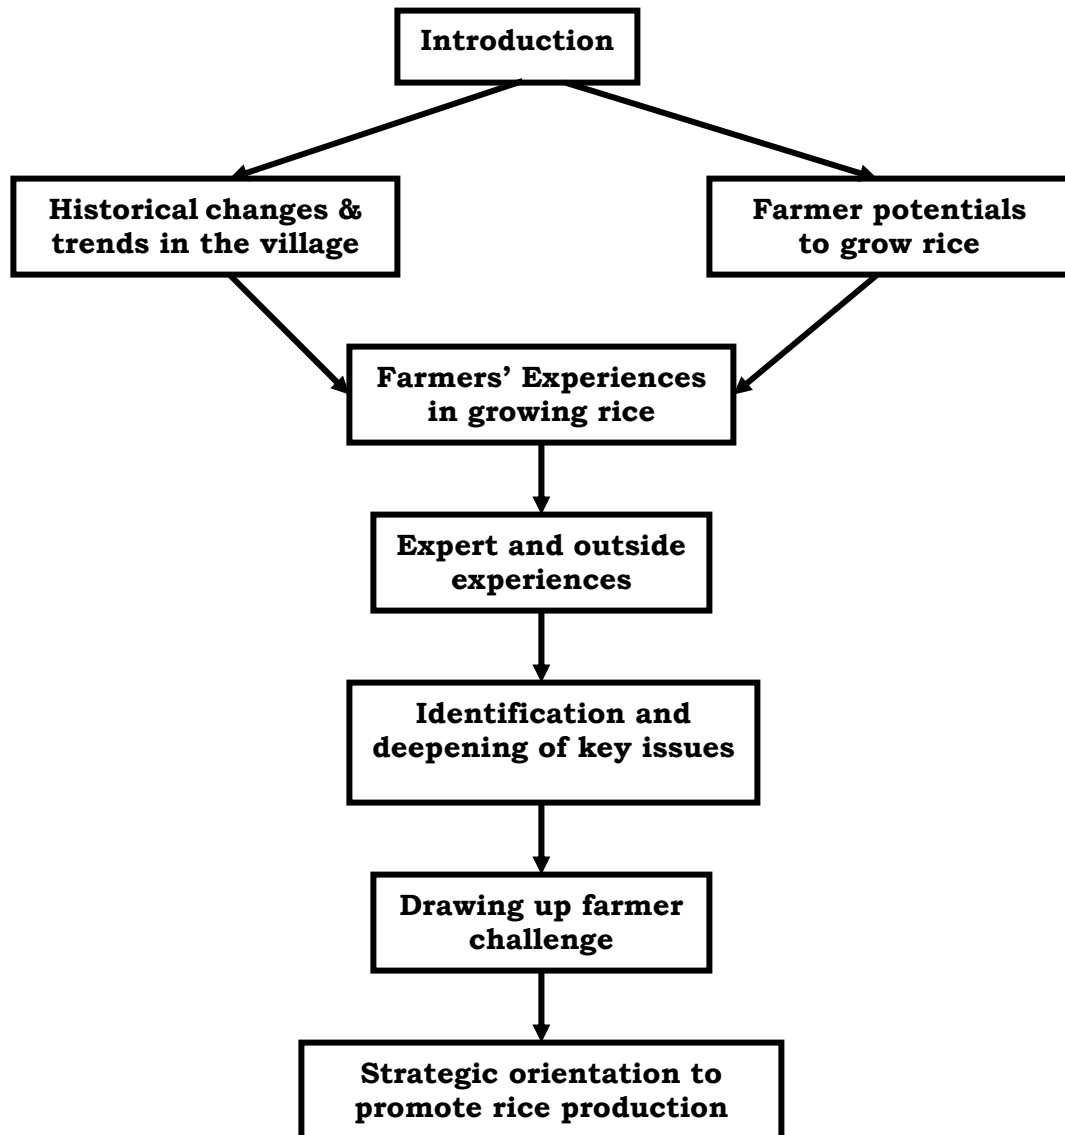 Introduction
Historical changes &
trends in the village
Farmer potentials
to grow rice
Farmers’ Experiences
in growing rice
Expert and outside
experiences
Identification and
deepening of key issues
Drawing up farmer
challenge
Strategic orientation to
promote rice production